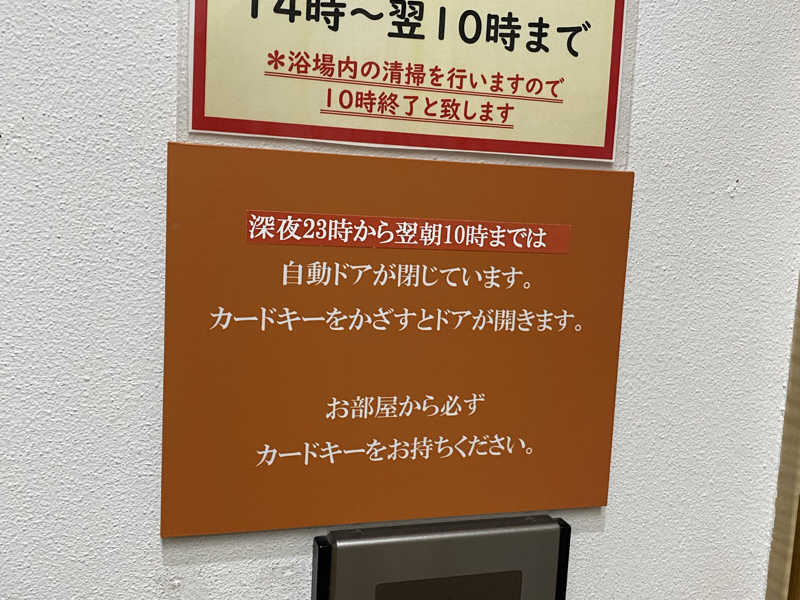 14時～翌10時まで
＊浴場内の清掃を行いますので
10時終了と致します
深夜23時から翌朝10時までは
自動ドアが閉じています。
カードキーをかざすとドアが開きます。
お部屋から必ず
カードキーをお持ちください。